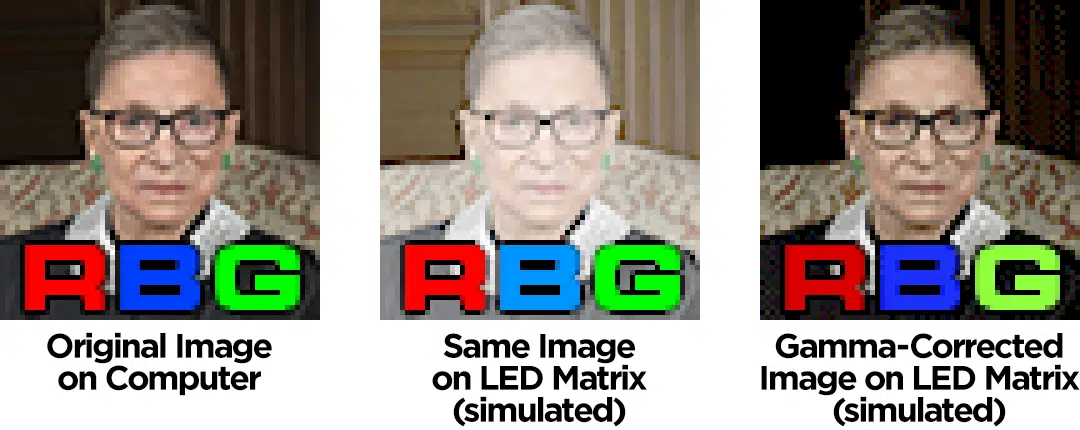 RBG
RBG
RBG
Original Image
on Computer
Same Image
on LED Matrix
(simulated)
Gamma-Corrected
Image on LED Matrix
(simulated)